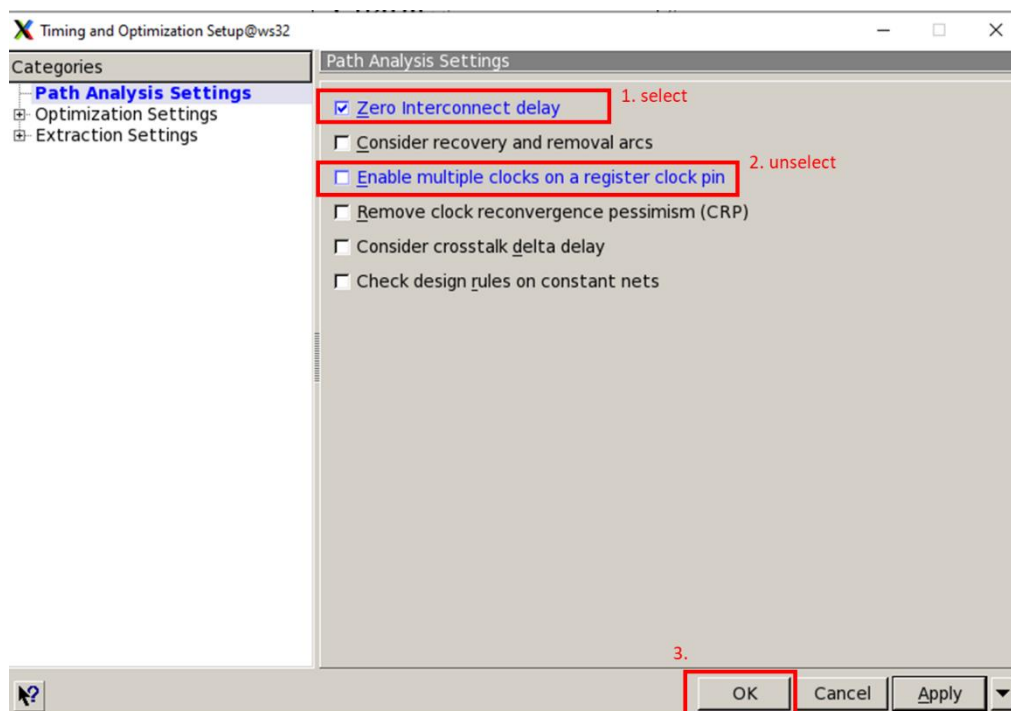 Timing and Optimization Setup@ws32
Categories
Path Analysis Settings
Optimization Settings
Extraction Settings
Path Analysis Settings
Zero Interconnect delay
1. select
Consider recovery and removal arcs
2. unselect
Enable multiple clocks on a register clock pin
Remove clock reconvergence pessimism (CRP)
Consider crosstalk delta delay
Check design rules on constant nets
3.
OK
Cancel
Apply